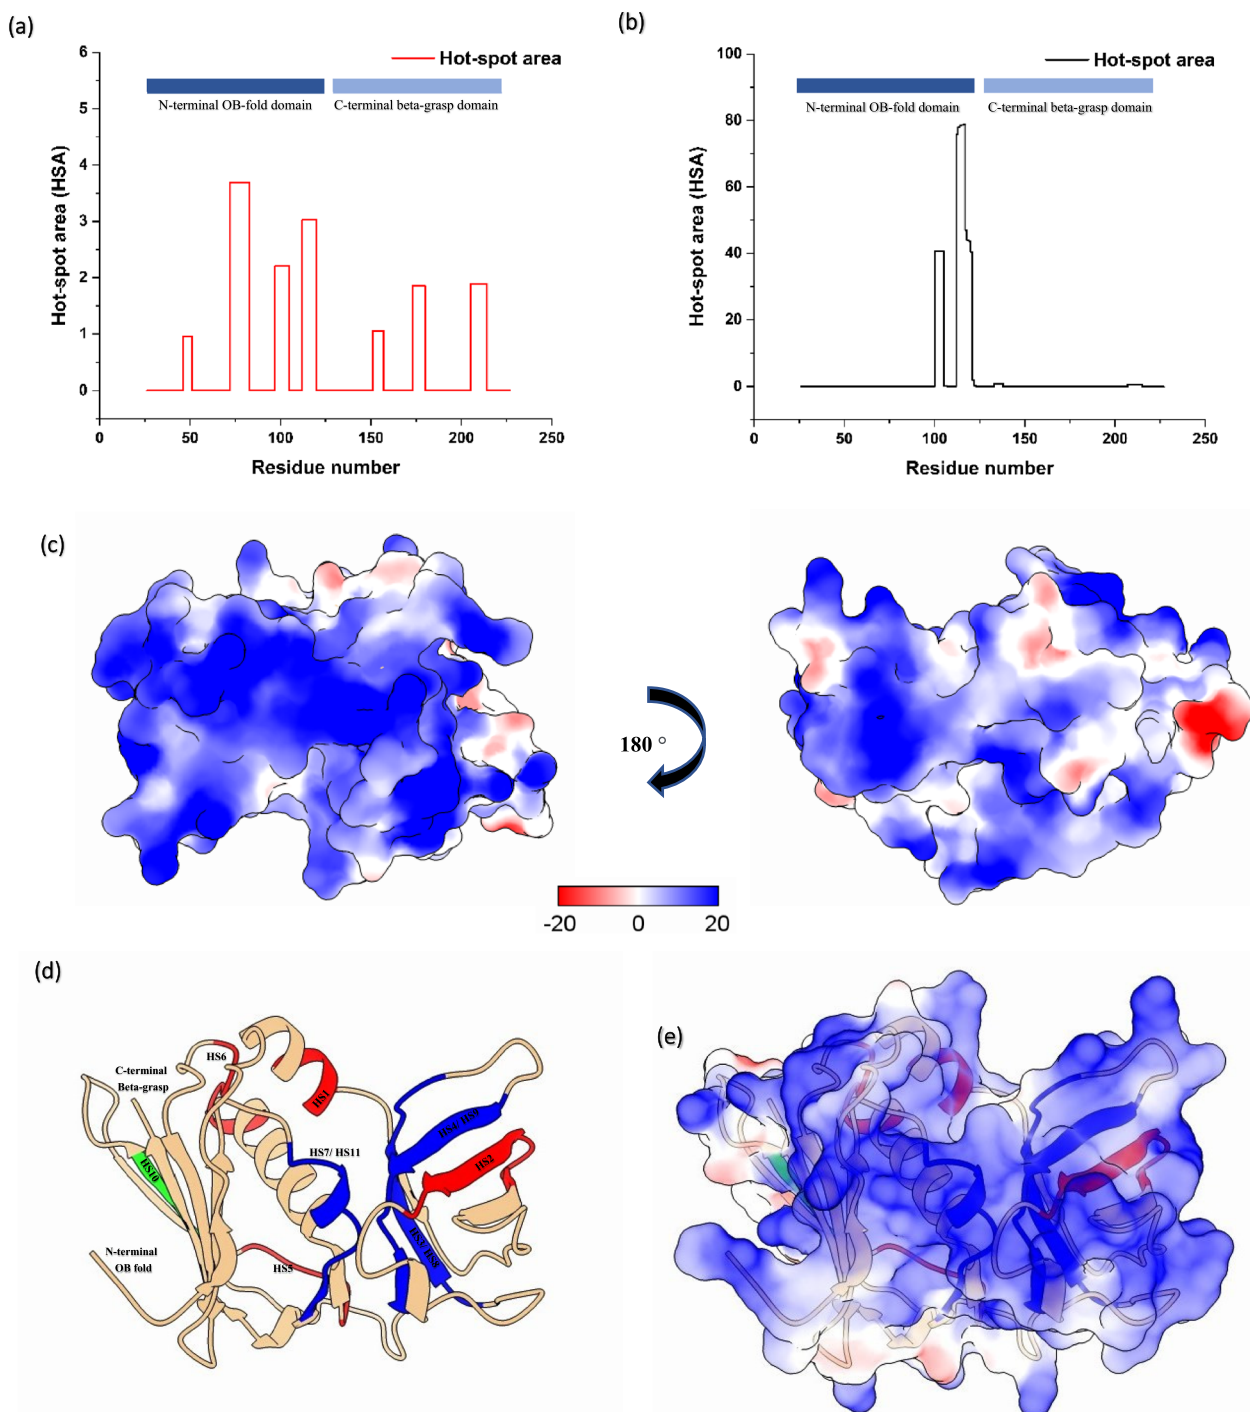 (a)
6
5
4
3
2
1
0
Hot-spot area (HSA)
Hot-spot area
N-terminal OB-fold domain
C-terminal beta-grasp domain
0
50
100
150
200
250
Residue number
(b)
100
80
60
40
20
0
Hot-spot area (HSA)
Hot-spot area
N-terminal OB-fold domain
C-terminal beta-grasp domain
0
50
100
150
200
250
Residue number
(c)
180 °
-20
0
20
(d)
HS6
C-terminal
Beta-grasp
HS1
HS7/ HS11
HS4/ HS9
HS2
HS10
HS3/ HS8
N-terminal
OB fold
HS5
(e)